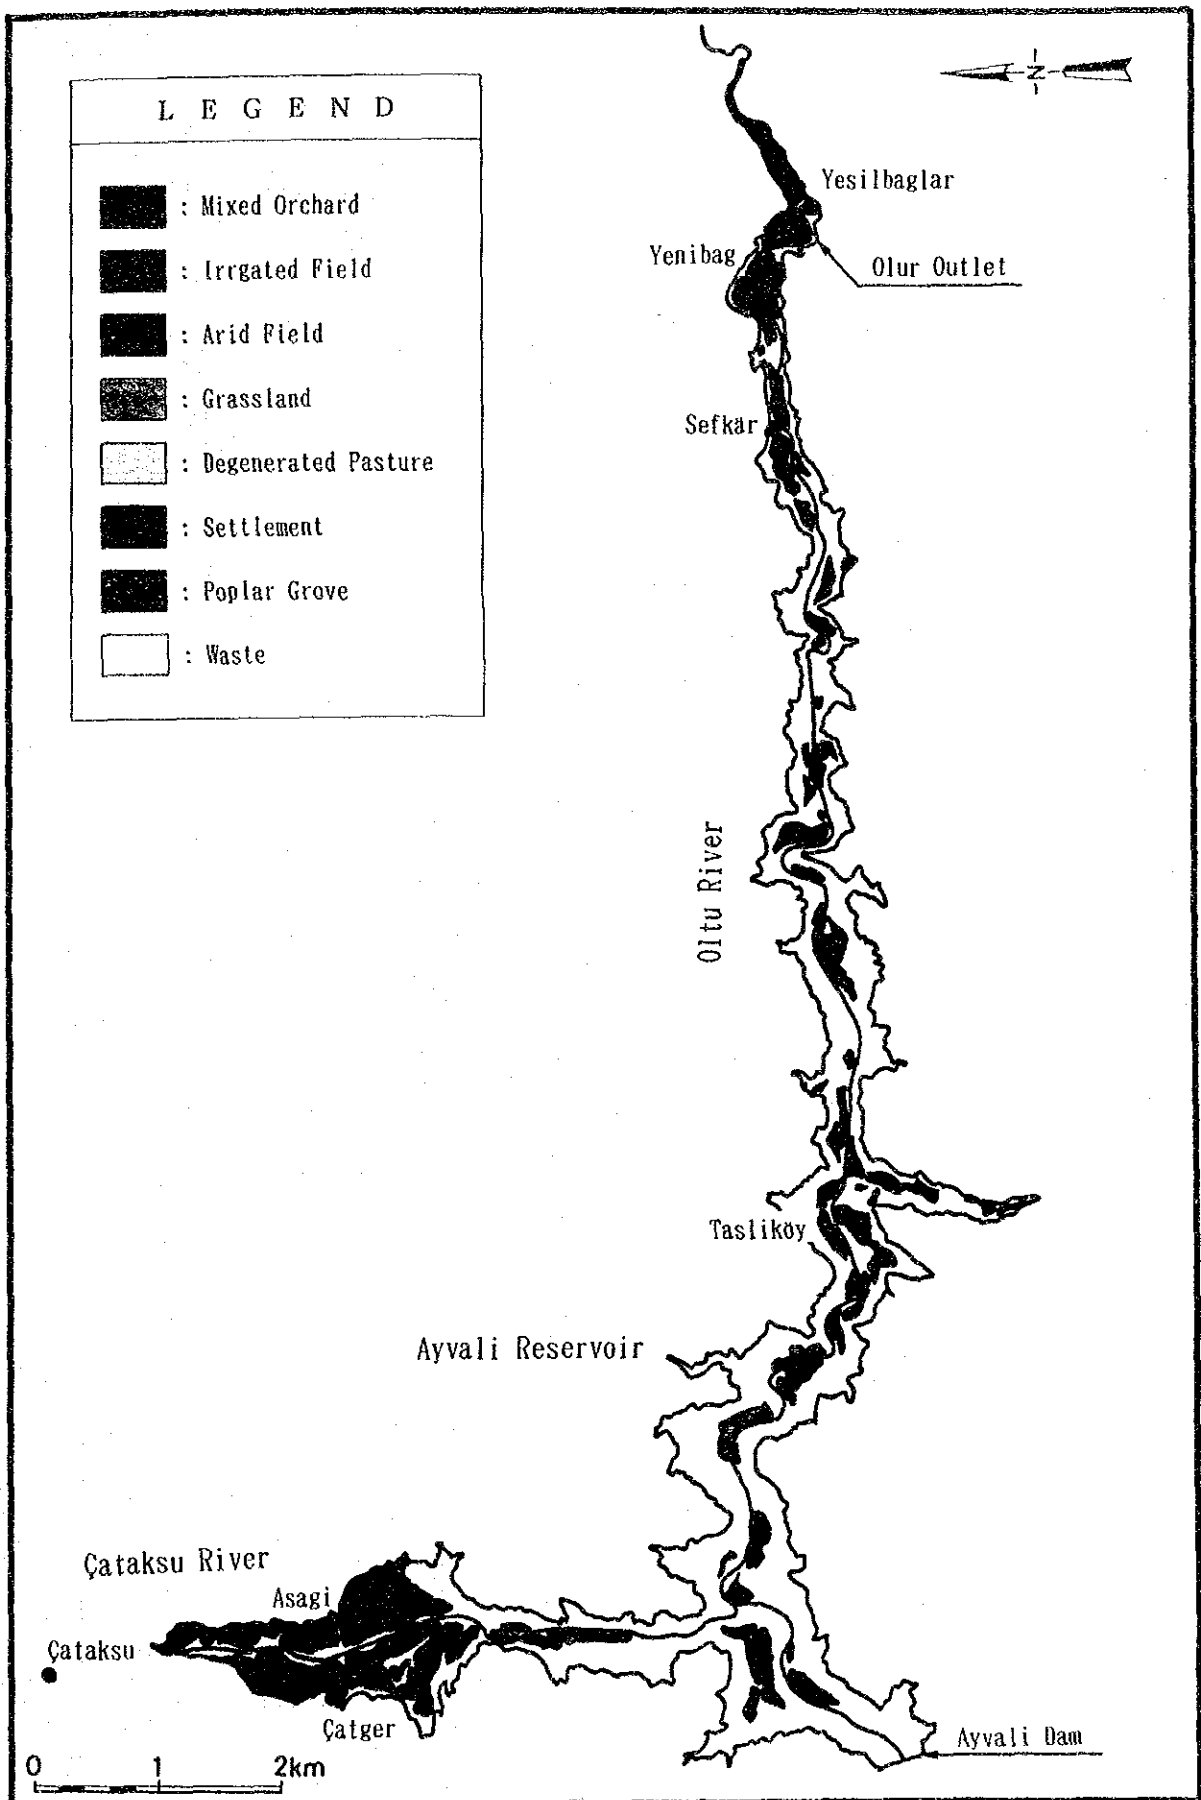 LEGEND
: Mixed Orchard
: Irrgated Field
: Arid Field
: Grassland
: Degenerated Pasture
: Settlement
: Poplar Grove
: Waste
N
Yesilbaglar
Yenibag
Olur Outlet
Sefkär
Oltu River
Tasliköy
Ayvali Reservoir
Çataksu River
Asagi
Çataksu
Çatger
Ayvali Dam
0 1 2km